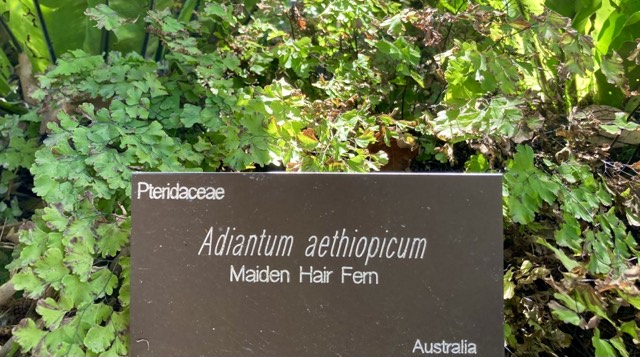 Pteridaceae
Adiantum aethiopicum
Maiden Hair Fern
Australia